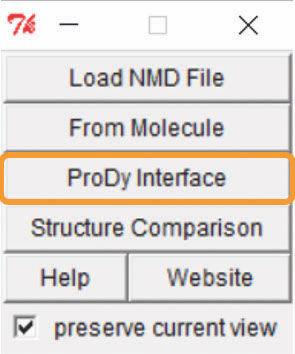 Load NMD File
From Molecule
ProDy Interface
Structure Comparison
Help Website
preserve current view